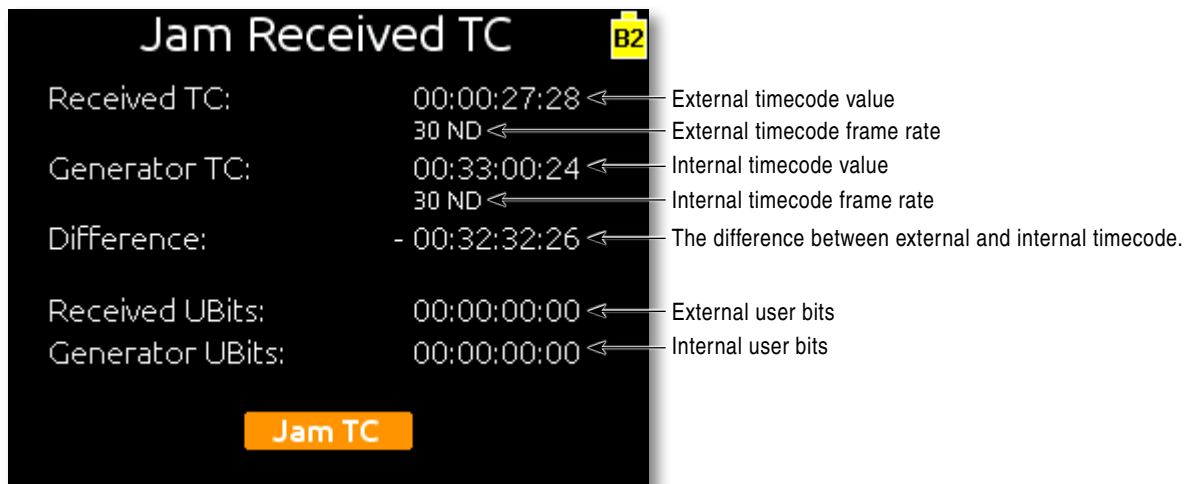 Jam Received TC B2
Received TC: 00:00:27:28 External timecode value
30 ND External timecode frame rate
Generator TC: 00:33:00:24 Internal timecode value
30 ND Internal timecode frame rate
Difference: - 00:32:32:26 The difference between external and internal timecode.
Received UBits: 00:00:00:00 External user bits
Generator UBits: 00:00:00:00 Internal user bits
Jam TC